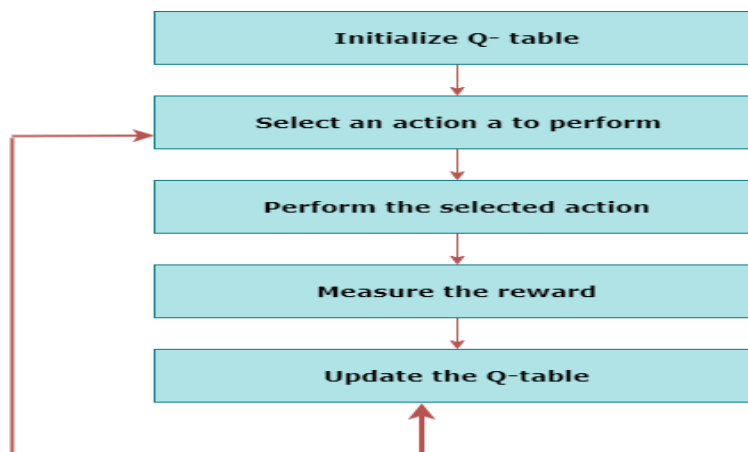 Initialize Q- table
Select an action a to perform
Perform the selected action
Measure the reward
Update the Q-table